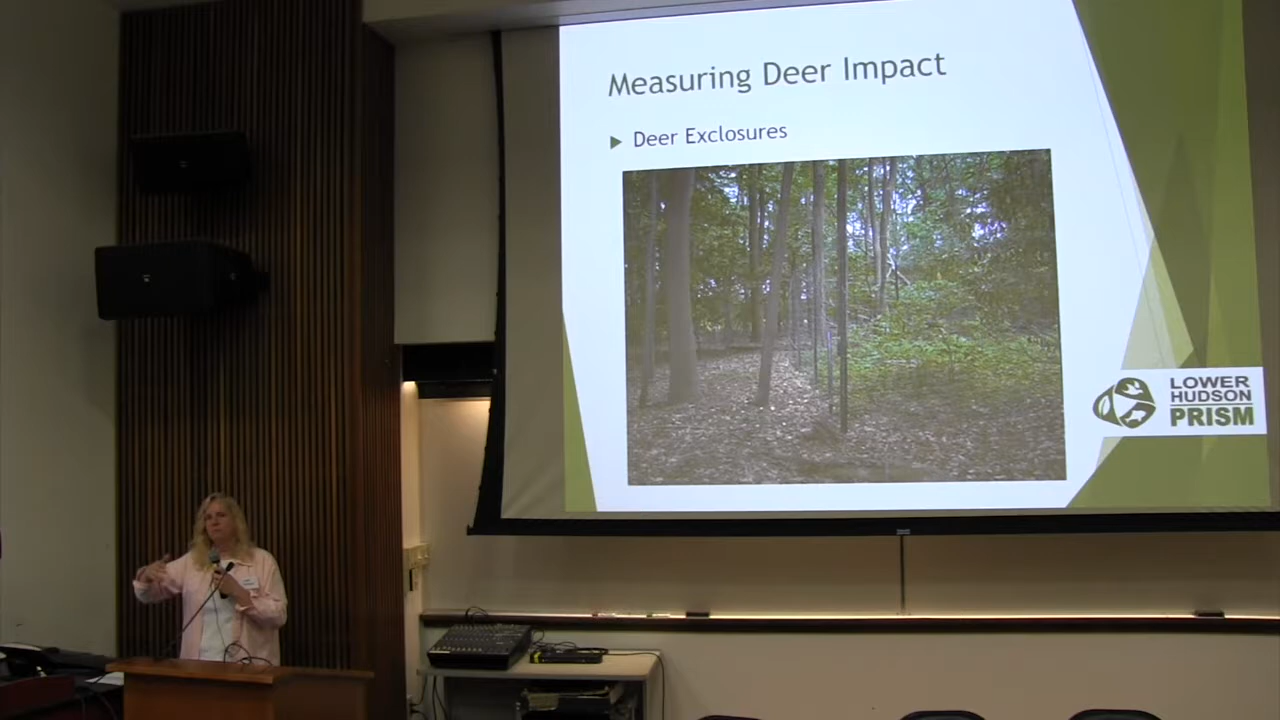 Measuring Deer Impact
Deer Exclosures
LOWER
HUDSON
PRISM